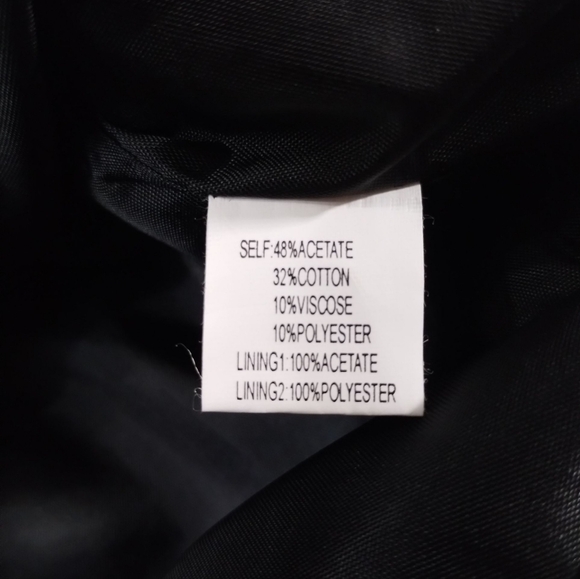 SELF:48%ACETATE
32%COTTON
10%VISCOSE
10%POLYESTER
LINING1:100%ACETATE
LINING2:100%POLYESTER